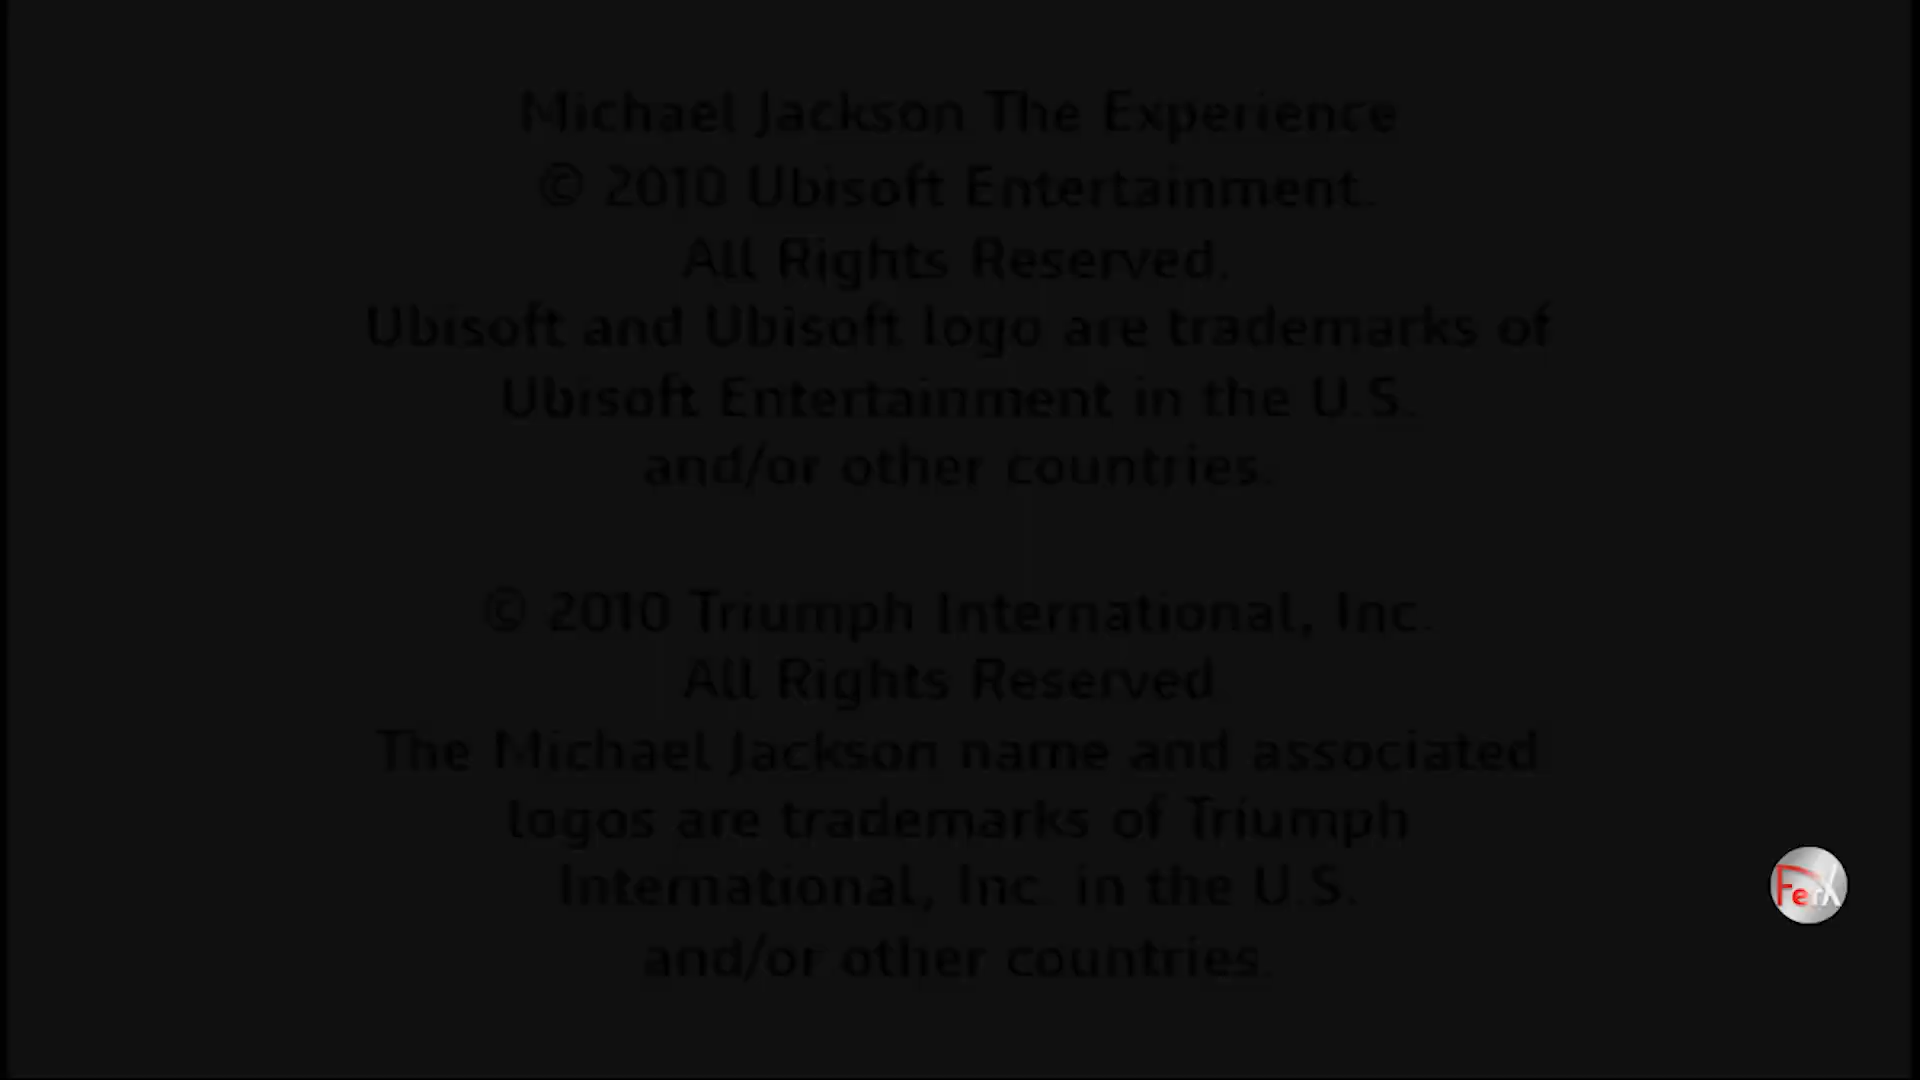 Michael Jackson The Experience
© 2010 Ubisoft Entertainment.
All Rights Reserved.
Ubisoft and Ubisoft logo are trademarks of
Ubisoft Entertainment in the U.S.
and/or other countries.
© 2010 Triumph International, Inc.
All Rights Reserved
The Michael Jackson name and associated
logos are trademarks of Triumph
International, Inc. in the U.S.
and/or other countries.
FerX